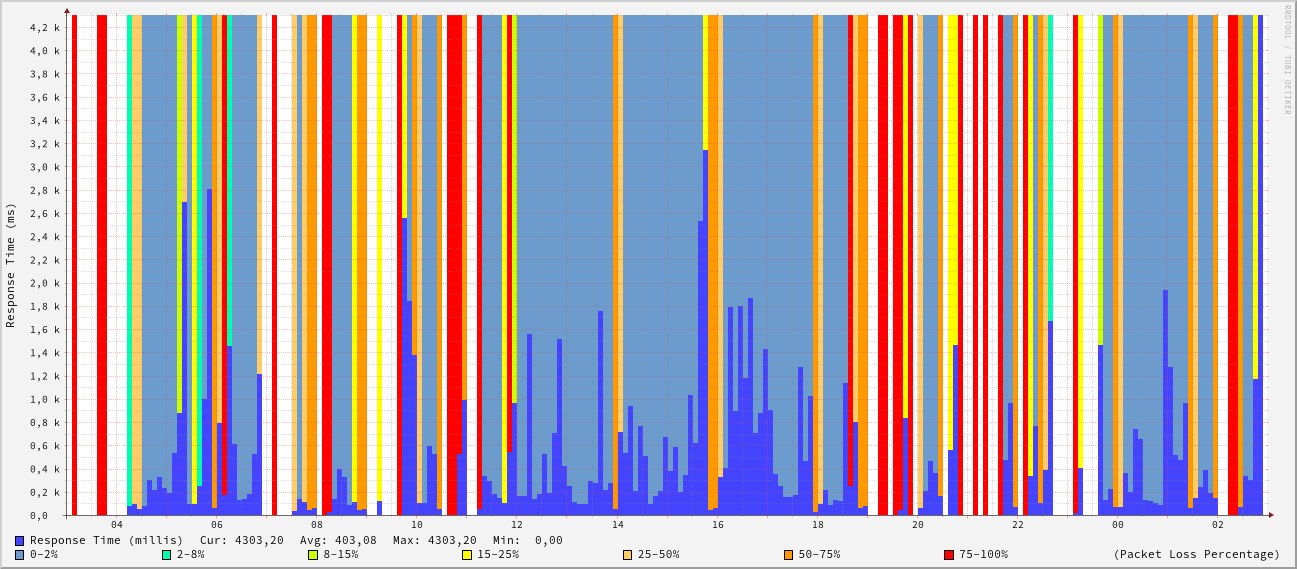 RRDTOOL / TOBI OETIKER
Response Time (ms)
4,2 k
4,0 k
3,8 k
3,6 k
3,4 k
3,2 k
3,0 k
2,8 k
2,6 k
2,4 k
2,2 k
2,0 k
1,8 k
1,6 k
1,4 k
1,2 k
1,0 k
0,8 k
0,6 k
0,4 k
0,2 k
0,0
04 06 08 10 12 14 16 18 20 22 00 02
Response Time (millis) Cur: 4303,20 Avg: 403,08 Max: 4303,20 Min: 0,00
0-2% 2-8% 8-15% 15-25% 25-50% 50-75% 75-100% (Packet Loss Percentage)